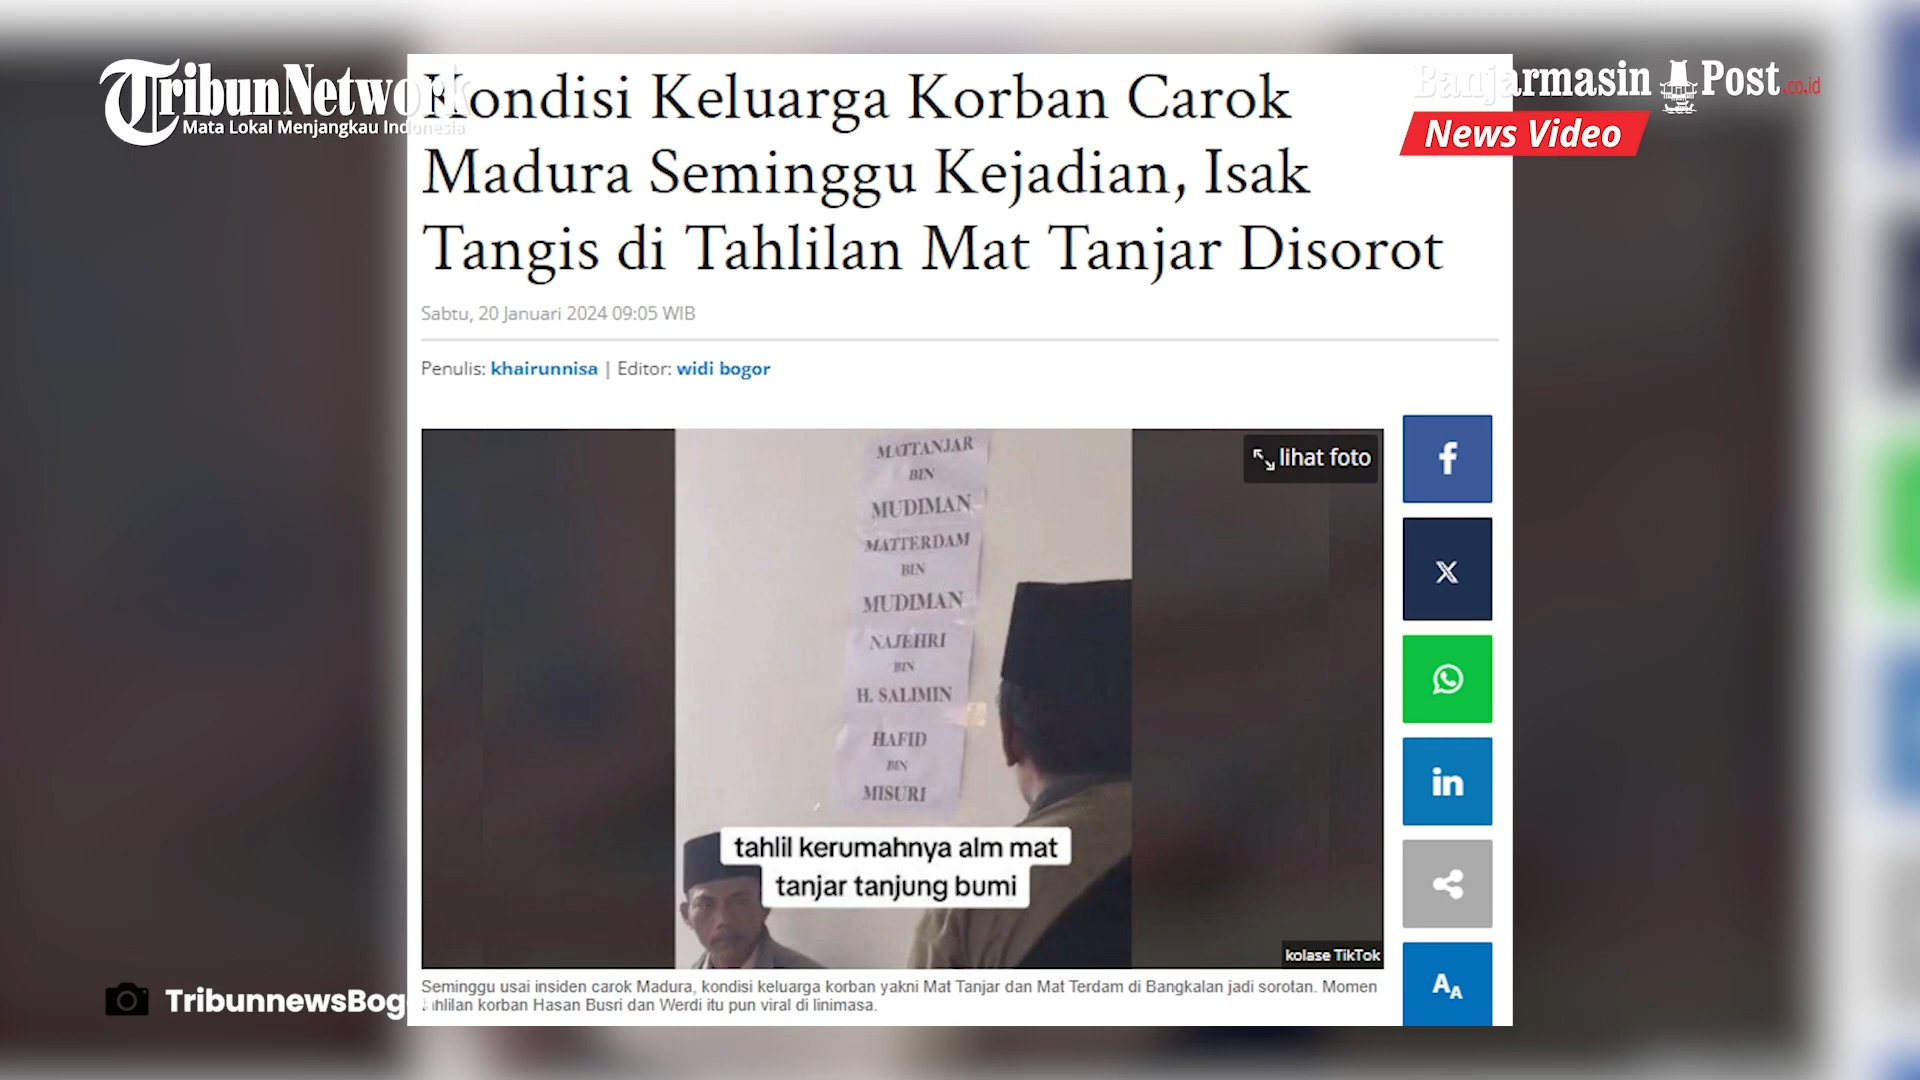 TribunNetwork
Mata Lokal Menjangkau Indonesia
Banjarmasin Post.co.id
News Video
Kondisi Keluarga Korban Carok
Madura Seminggu Kejadian, Isak
Tangis di Tahlilan Mat Tanjar Disorot
Sabtu, 20 Januari 2024 09:05 WIB
Penulis: khairunnisa | Editor: widi bogor
lihat foto
MATTANJAR
BIN
MUDIMAN
MATTERDAM
BIN
MUDIMAN
NAJEHRI
BIN
H. SALIMIN
HAFID
BIN
MISURI
tahlil kerumahnya alm mat
tanjar tanjung bumi
kolase TikTok
Seminggu usai insiden carok Madura, kondisi keluarga korban yakni Mat Tanjar dan Mat Terdam di Bangkalan jadi sorotan. Momen
tahlilan korban Hasan Busri dan Werdi itu pun viral di linimasa.
f
X
in
AA